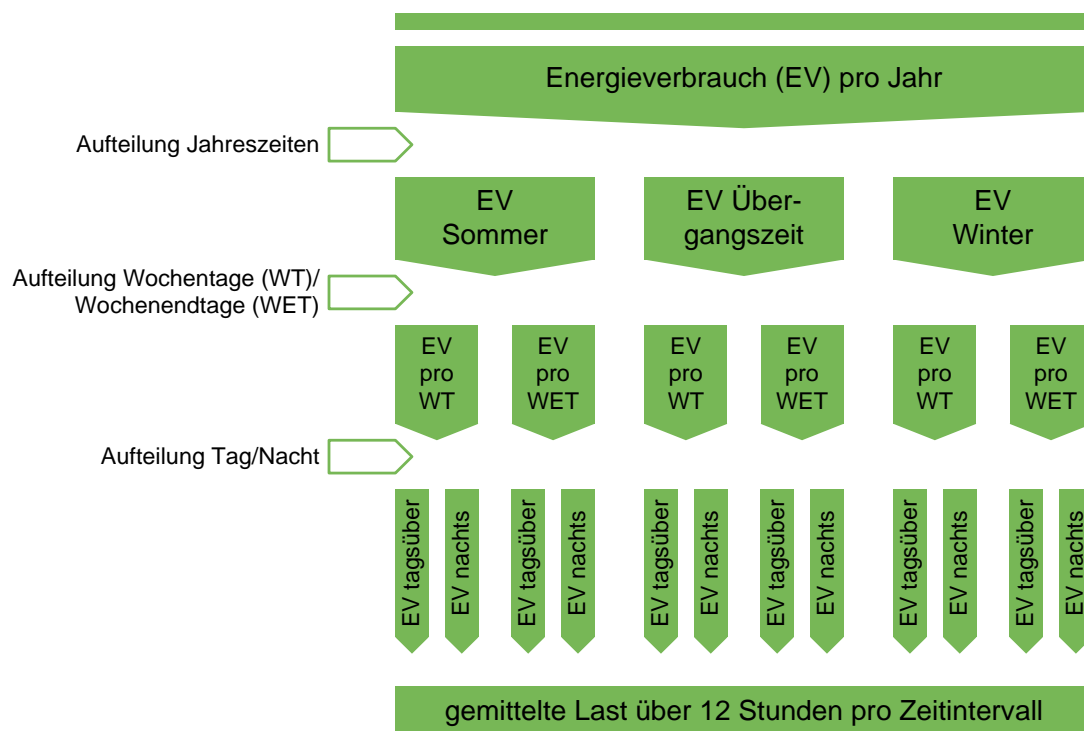 Energieverbrauch (EV) pro Jahr
Aufteilung Jahreszeiten
EV
Sommer
EV Über-
gangszeit
EV
Winter
Aufteilung Wochentage (WT)/
Wochenendtage (WET)
EV
pro
WT
EV
pro
WET
EV
pro
WT
EV
pro
WET
EV
pro
WT
EV
pro
WET
Aufteilung Tag/Nacht
EV tagsüber
EV nachts
EV tagsüber
EV nachts
EV tagsüber
EV nachts
EV tagsüber
EV nachts
EV tagsüber
EV nachts
EV tagsüber
EV nachts
gemittelte Last über 12 Stunden pro Zeitintervall